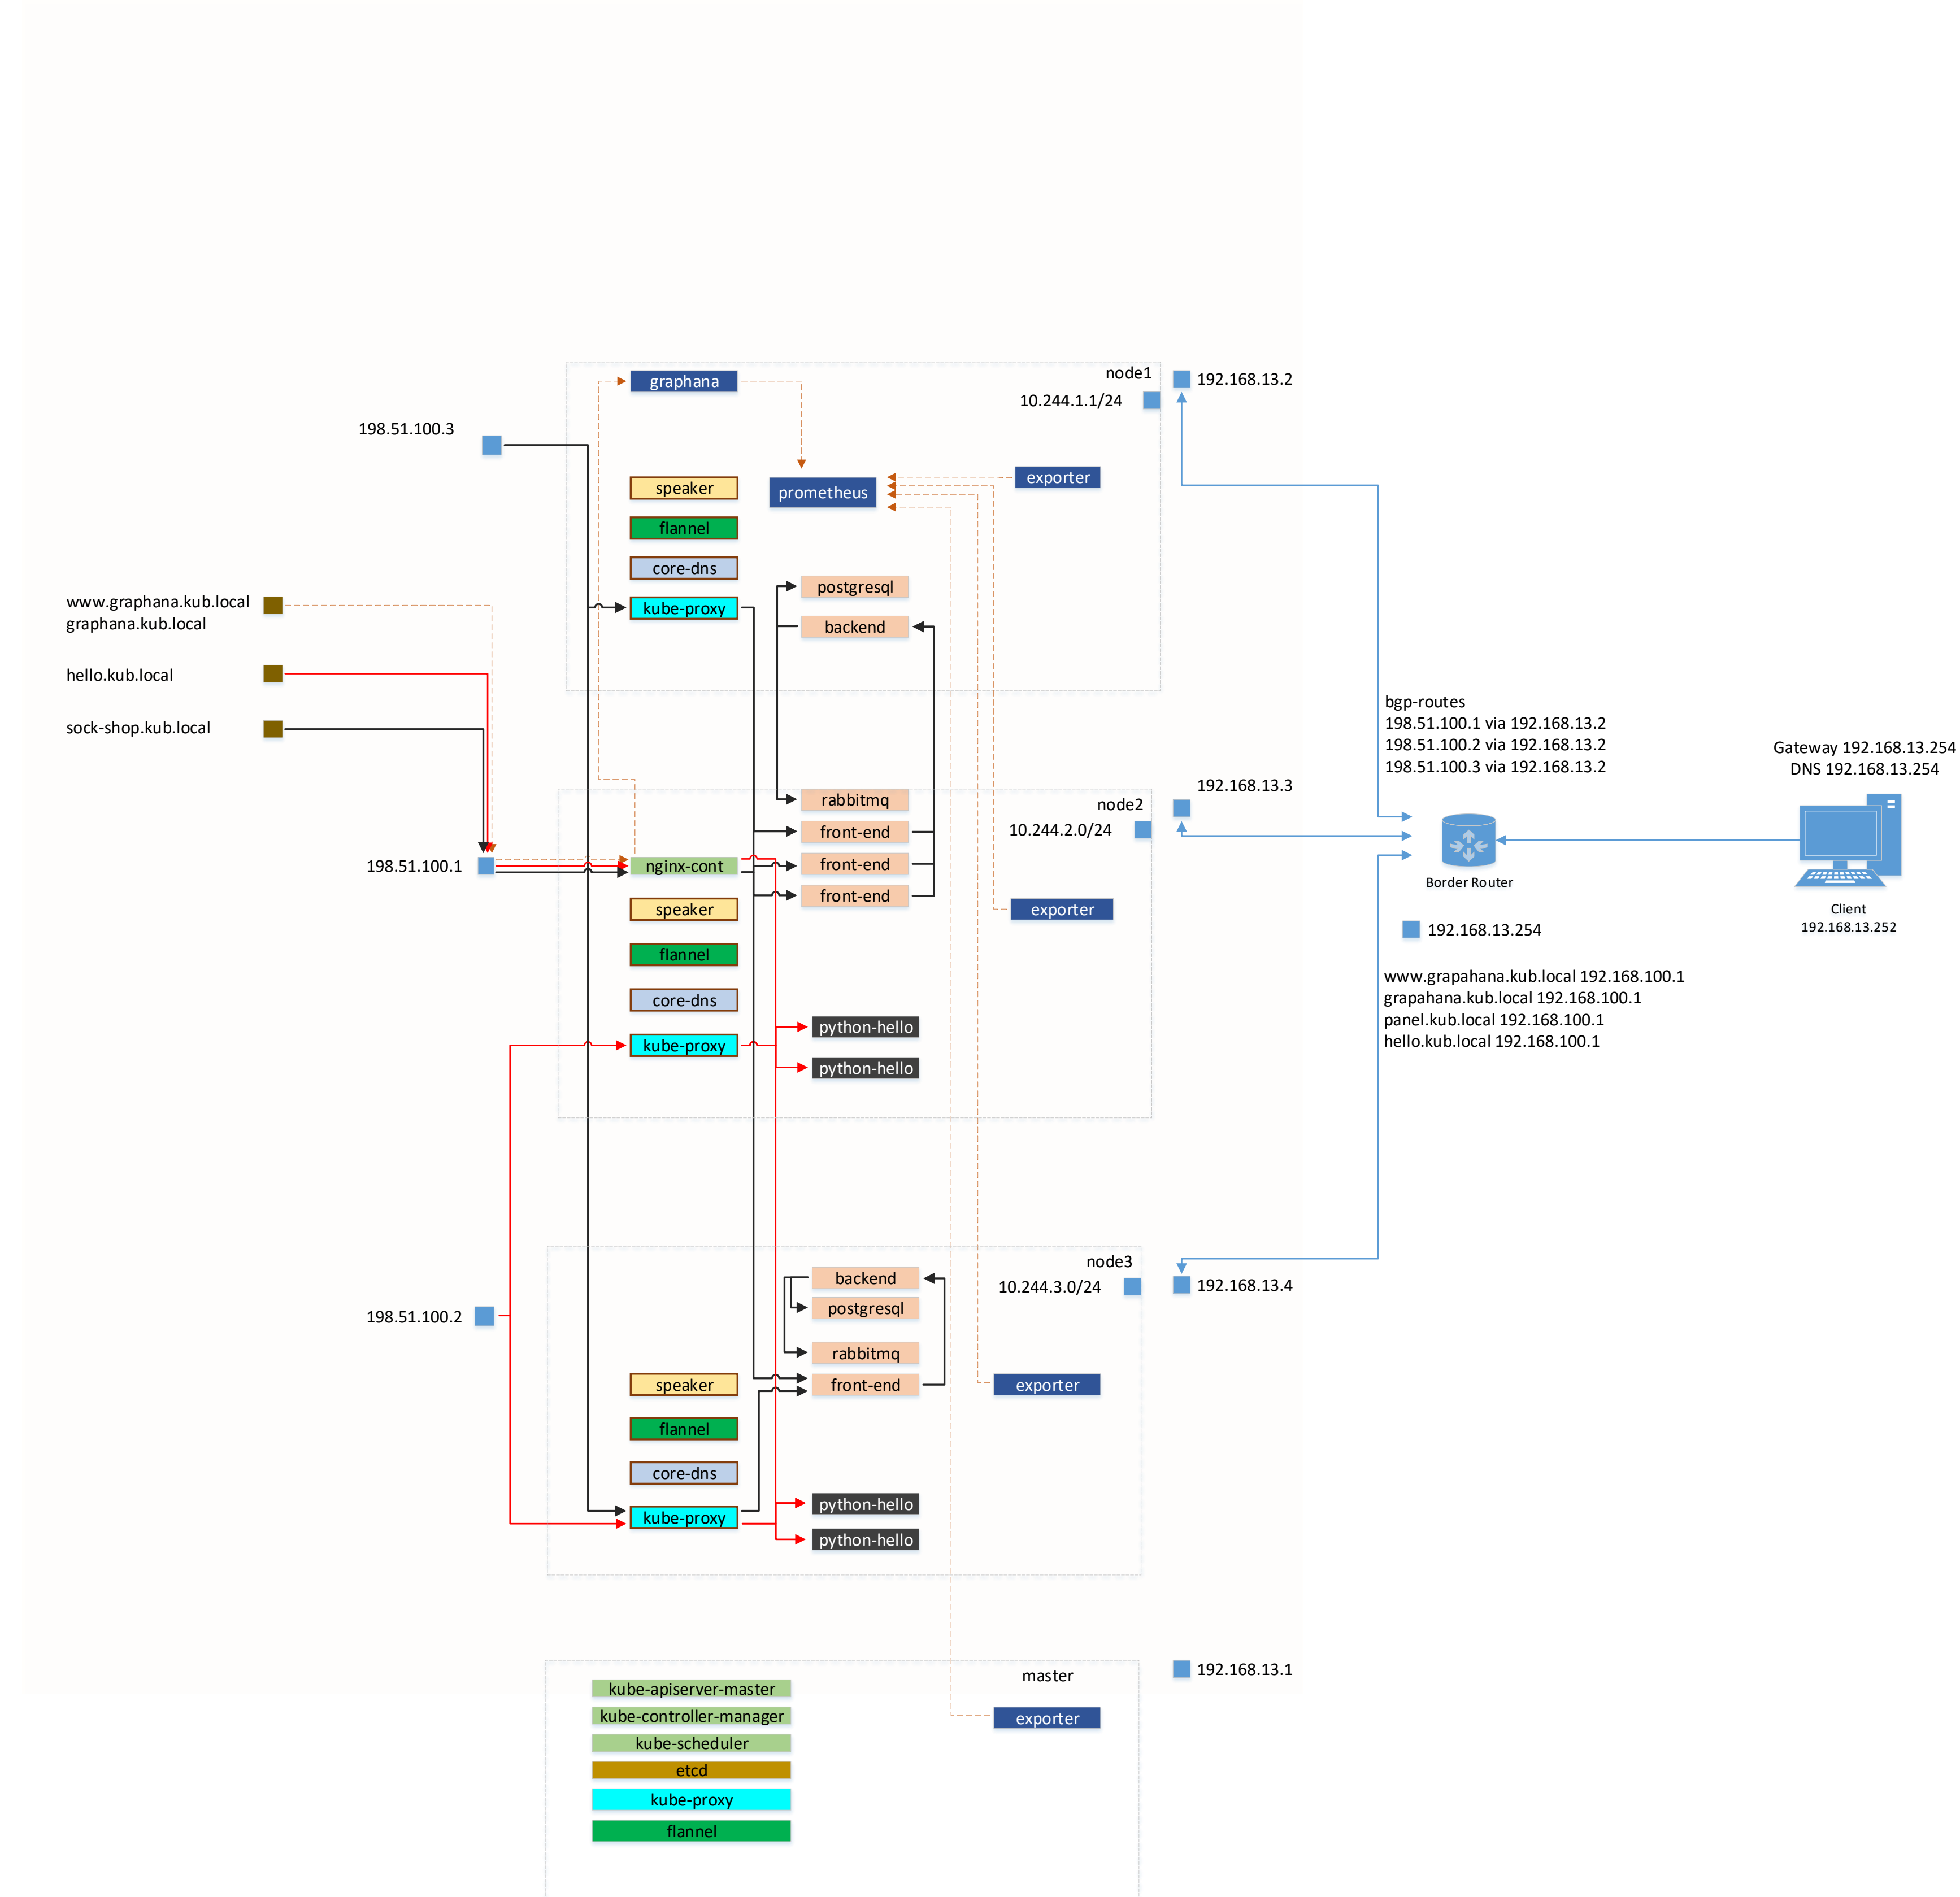 graphana
node1
192.168.13.2
10.244.1.1/24
198.51.100.3
exporter
speaker
prometheus
flannel
core-dns
postgresql
www.graphana.kub.local
graphana.kub.local
kube-proxy
backend
hello.kub.local
sock-shop.kub.local
bgp-routes
198.51.100.1 via 192.168.13.2
198.51.100.2 via 192.168.13.2
198.51.100.3 via 192.168.13.2
Gateway 192.168.13.254
DNS 192.168.13.254
192.168.13.3
rabbitmq
node2
front-end
10.244.2.0/24
198.51.100.1
nginx-cont
front-end
front-end
Border Router
speaker
exporter
Client
192.168.13.252
192.168.13.254
flannel
www.grapahana.kub.local 192.168.100.1
grapahana.kub.local 192.168.100.1
panel.kub.local 192.168.100.1
hello.kub.local 192.168.100.1
core-dns
python-hello
kube-proxy
python-hello
node3
backend
10.244.3.0/24
192.168.13.4
198.51.100.2
postgresql
rabbitmq
speaker
front-end
exporter
flannel
core-dns
python-hello
kube-proxy
python-hello
master
192.168.13.1
kube-apiserver-master
kube-controller-manager
exporter
kube-scheduler
etcd
kube-proxy
flannel